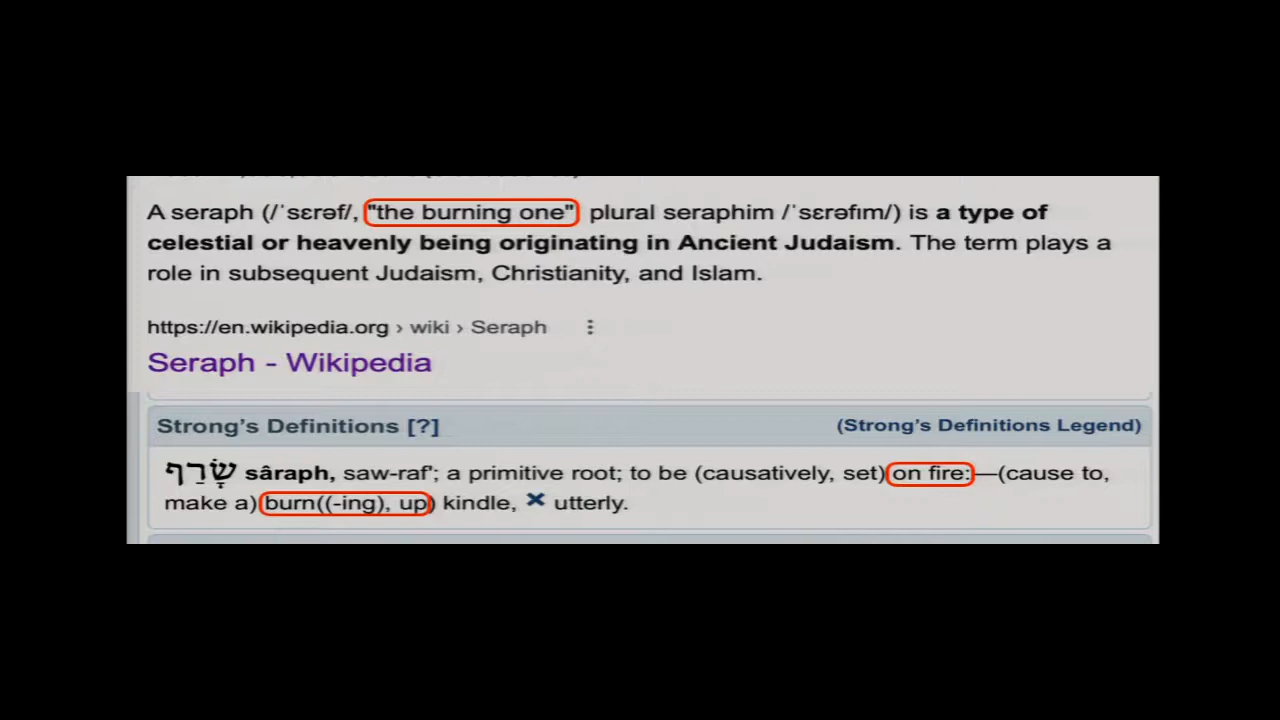 A seraph (/ˈsɛrəf/, "the burning one" plural seraphim /ˈsɛrəfɪm/) is a type of
celestial or heavenly being originating in Ancient Judaism. The term plays a
role in subsequent Judaism, Christianity, and Islam.
https://en.wikipedia.org › wiki › Seraph
Seraph - Wikipedia
Strong's Definitions [?] (Strong's Definitions Legend)
שָׂרַף sâraph, saw-raf'; a primitive root; to be (causatively, set) on fire:—(cause to,
make a) burn((-ing), up) kindle, × utterly.